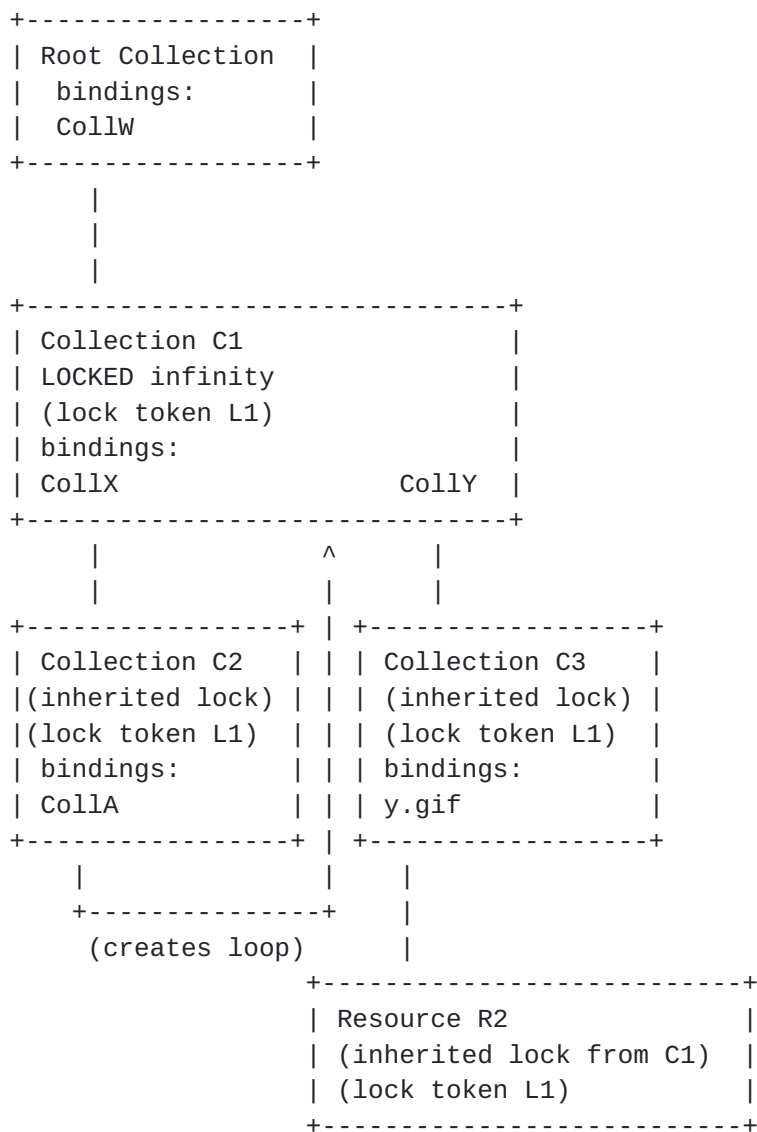 +------------------+
| Root Collection  |
|  bindings:       |
|  CollW           |
+------------------+
     |
     |
     |
+-------------------------------+
| Collection C1                 |
| LOCKED infinity               |
| (lock token L1)               |
| bindings:                     |
| CollX                  CollY  |
+-------------------------------+
     |              ^      |
     |              |      |
+-----------------+ | +------------------+
| Collection C2   | | | Collection C3    |
|(inherited lock) | | | (inherited lock) |
|(lock token L1)  | | | (lock token L1)  |
| bindings:       | | | bindings:        |
| CollA           | | | y.gif            |
+-----------------+ | +------------------+
    |               |    |
    +---------------+    |
     (creates loop)      |
                   +---------------------------+
                   | Resource R2               |
                   | (inherited lock from C1)  |
                   | (lock token L1)           |
                   +---------------------------+